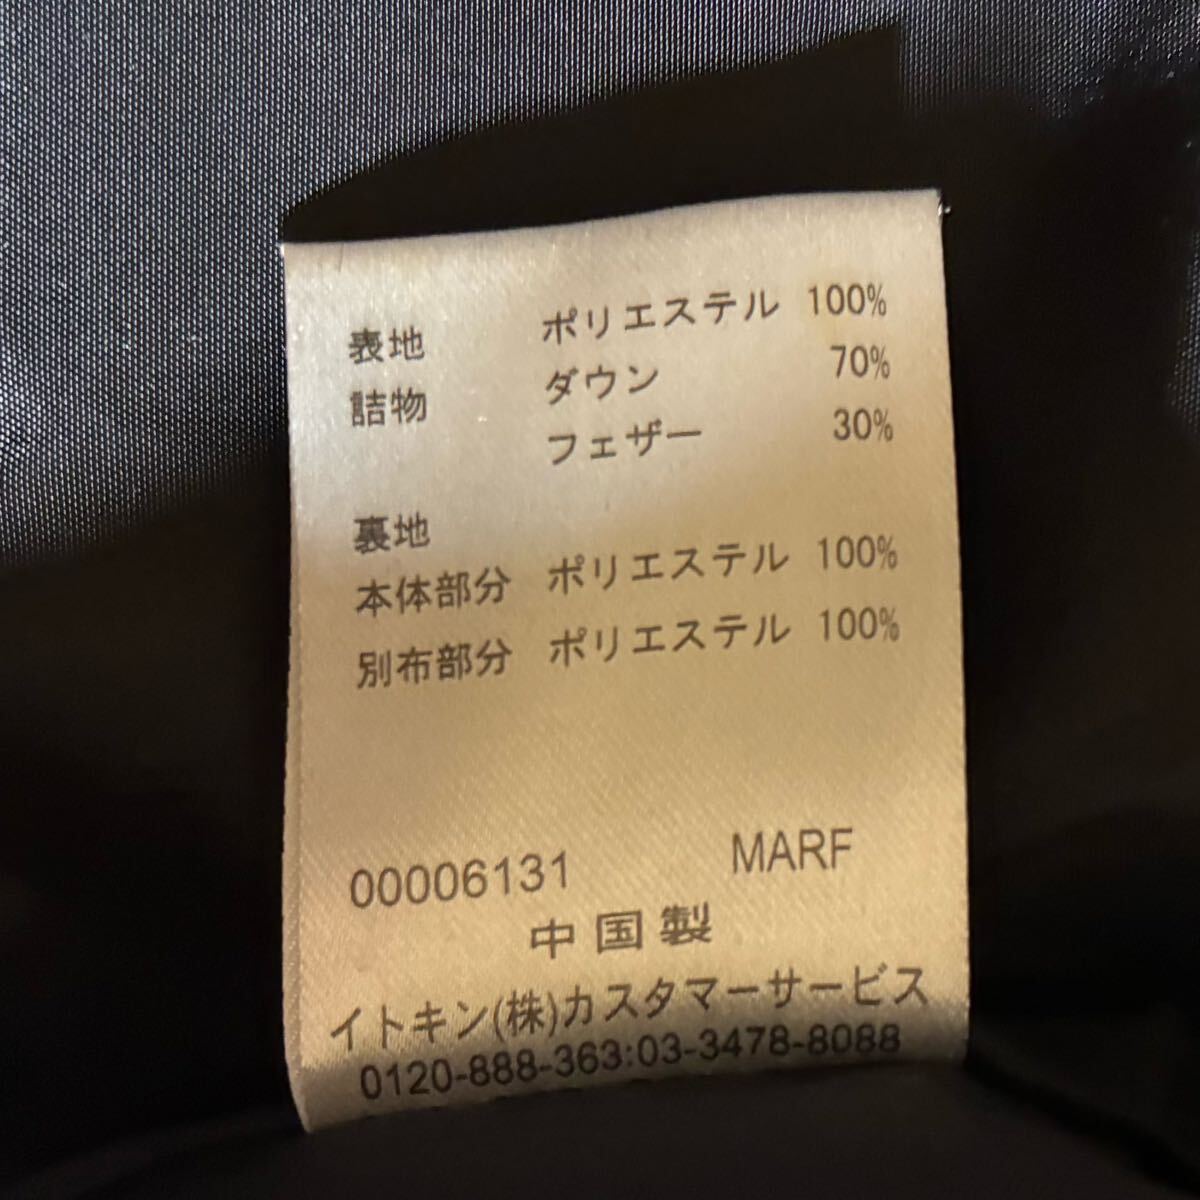 表地 ポリエステル 100%
詰物 ダウン 70%
フェザー 30%
裏地
本体部分 ポリエステル 100%
別布部分 ポリエステル 100%
00006131 MARF
中国製
イトキン(株)カスタマーサービス
0120-888-363:03-3478-8088